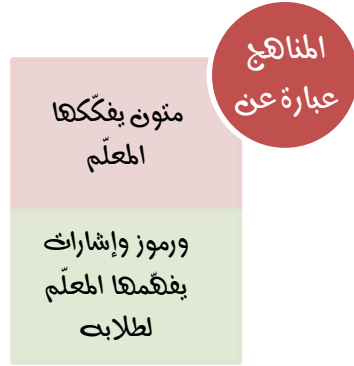 المناهج
عبارة عن
متون يفكّكها
المعلّم
ورموز وإشارات
يفهّمها المعلّم
لطلابه